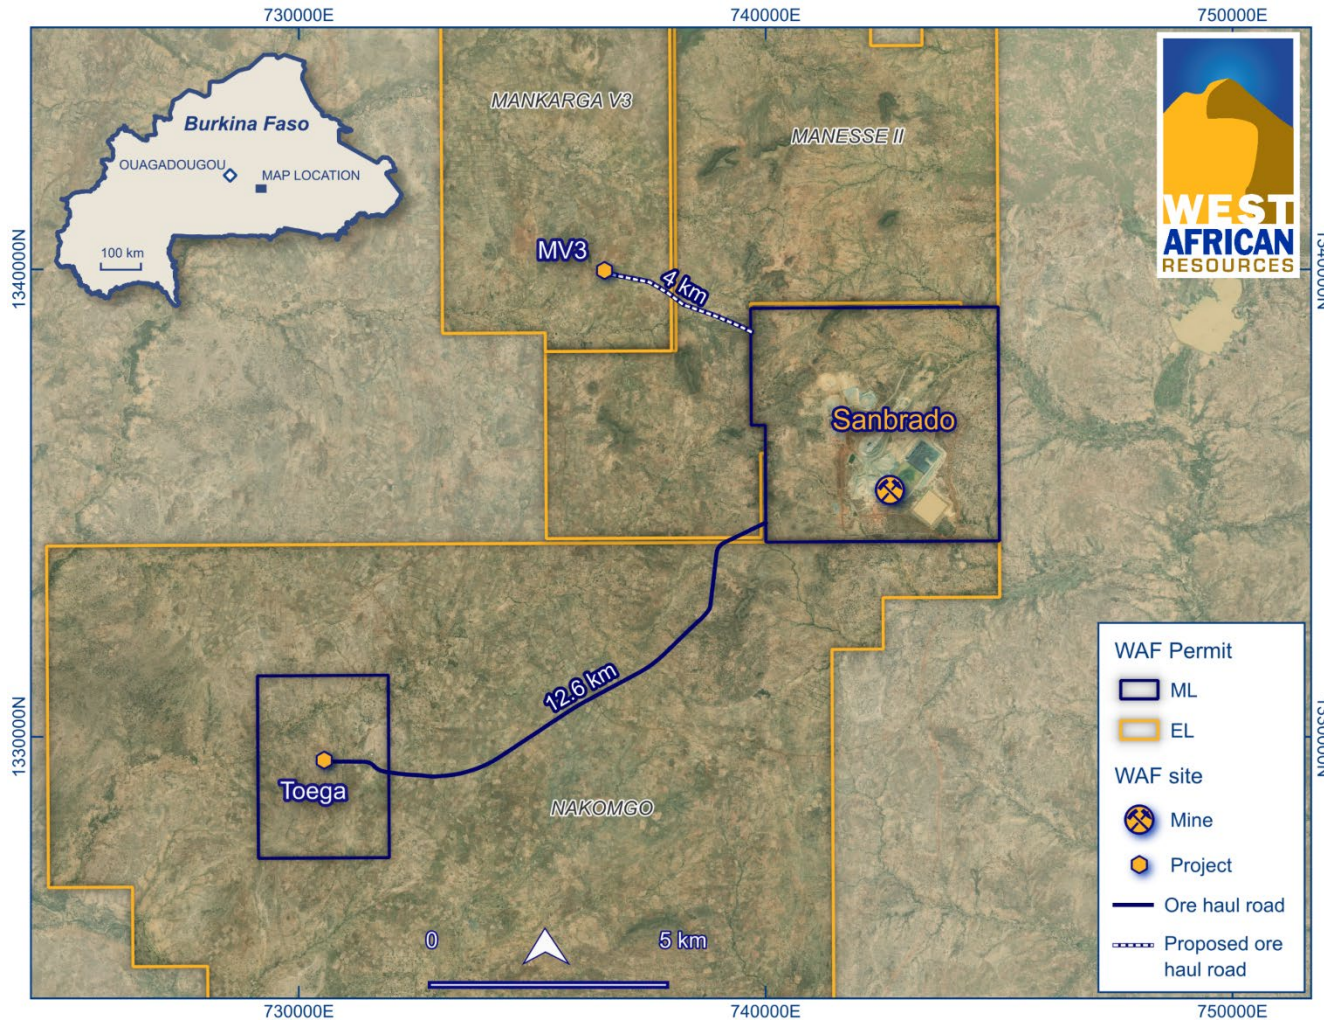 730000E
740000E
750000E
Burkina Faso
OUAGADOUGOU
MAP LOCATION
100 km
MANKARGA V3
MANESSE II
WEST
AFRICAN
RESOURCES
1340000N
1340000N
MV3
4 km
Sanbrado
12.6 km
Toega
NAKOMGO
1330000N
1330000N
WAF Permit
ML
EL
WAF site
Mine
Project
Ore haul road
Proposed ore
haul road
0
5 km
730000E
740000E
750000E